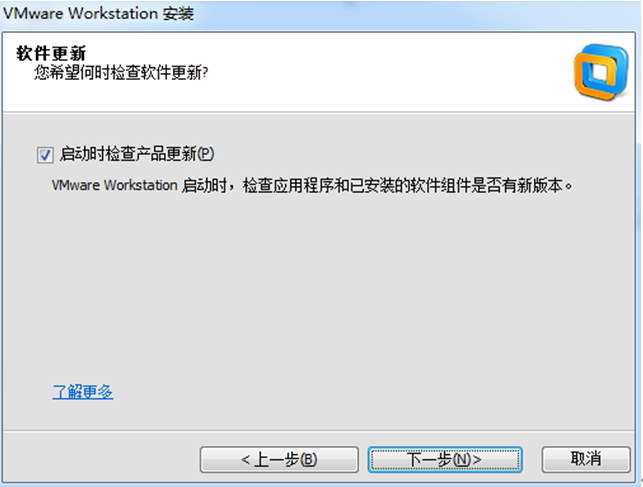 VMware Workstation 安装
软件更新
您希望何时检查软件更新?
启动时检查产品更新(P)
VMware Workstation 启动时，检查应用程序和已安装的软件组件是否有新版本。
了解更多
< 上一步(B)
下一步(N)>
取消